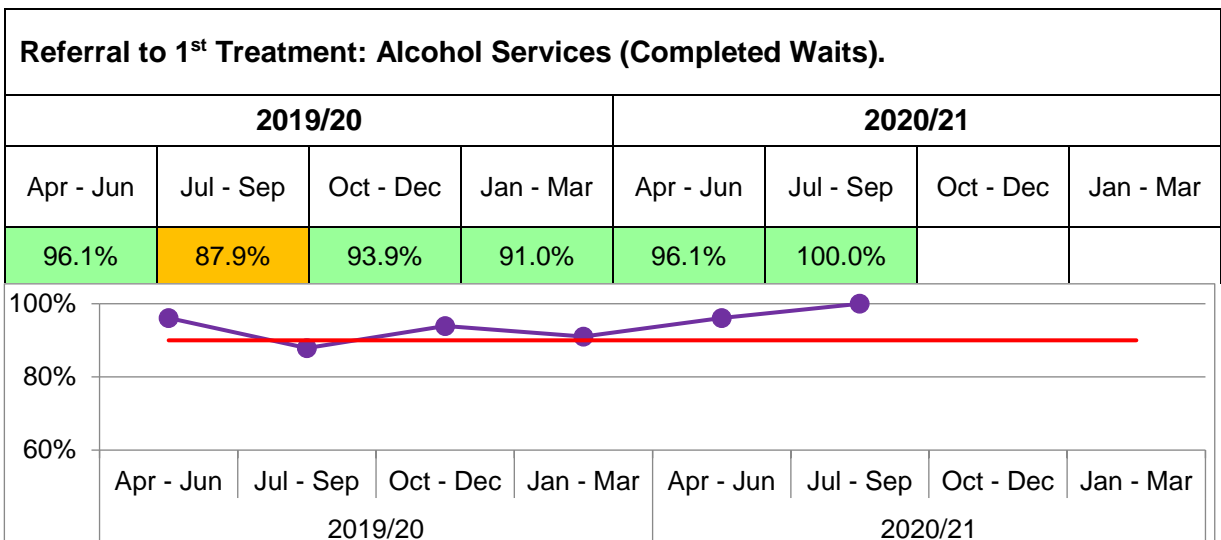 Referral to 1st Treatment: Alcohol Services (Completed Waits).
2019/20 2020/21
Apr - Jun Jul - Sep Oct - Dec Jan - Mar Apr - Jun Jul - Sep Oct - Dec Jan - Mar
96.1% 87.9% 93.9% 91.0% 96.1% 100.0%
100%
80%
60%
Apr - Jun Jul - Sep Oct - Dec Jan - Mar Apr - Jun Jul - Sep Oct - Dec Jan - Mar
2019/20 2020/21